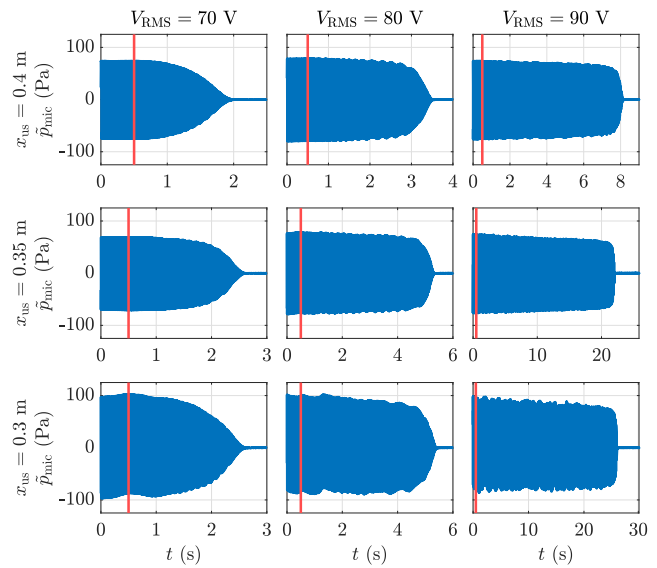 V_RMS = 70 V V_RMS = 80 V V_RMS = 90 V
x_us = 0.4 m
p̃_mic (Pa)
100
0
-100
0 1 2 0 1 2 3 4 0 2 4 6 8
x_us = 0.35 m
p̃_mic (Pa)
100
0
-100
0 1 2 3 0 2 4 6 0 10 20
x_us = 0.3 m
p̃_mic (Pa)
100
0
-100
0 1 2 3 0 2 4 6 0 10 20 30
t (s) t (s) t (s)